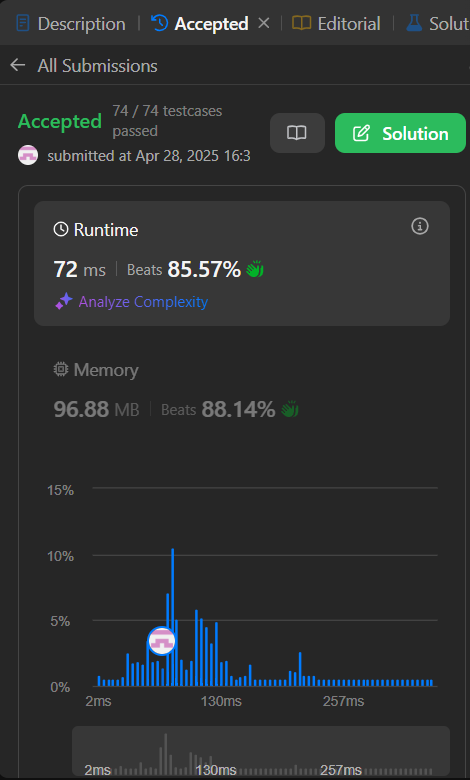 Description | Accepted Editorial Solut
All Submissions
Accepted 74 / 74 testcases
passed
submitted at Apr 28, 2025 16:3
Solution
Runtime
72 ms | Beats 85.57%
Analyze Complexity
Memory
96.88 MB | Beats 88.14%
15%
10%
5%
0%
2ms 130ms 257ms
2ms 130ms 257ms